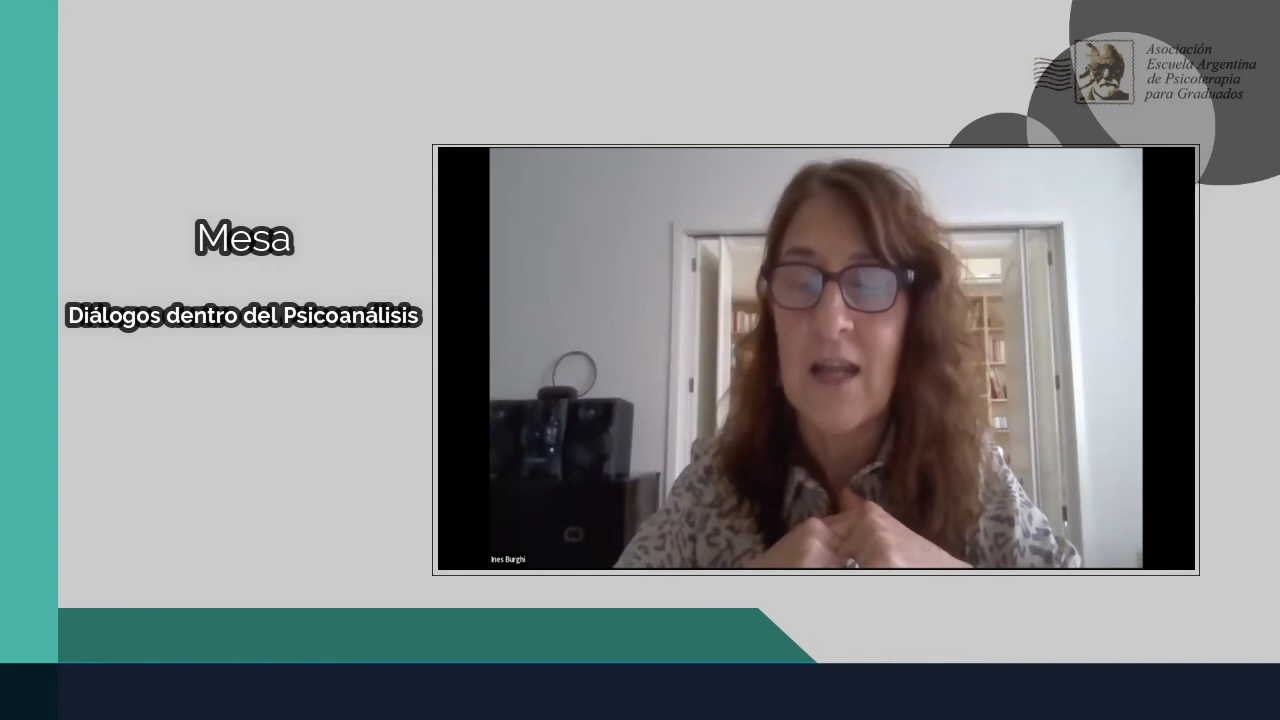 Asociación
Escuela Argentina
de Psicoterapia
para Graduados
Mesa
Diálogos dentro del Psicoanálisis
Ines Burghi